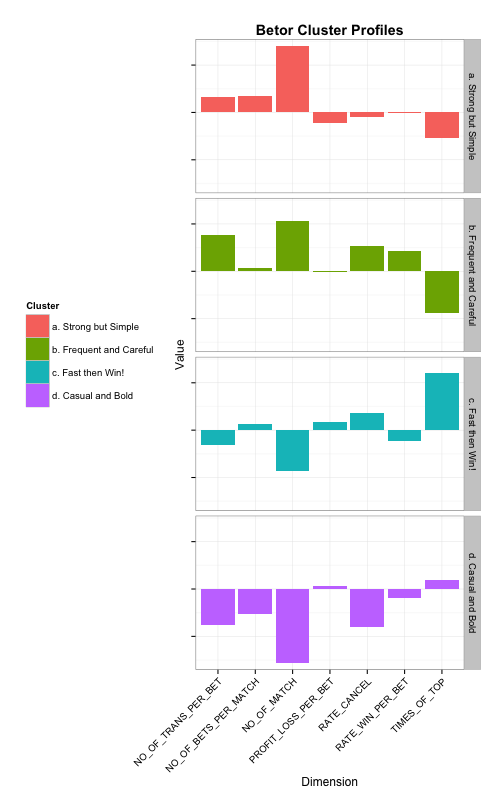 Betor Cluster Profiles
a. Strong but Simple
b. Frequent and Careful
c. Fast then Win!
d. Casual and Bold
Cluster
a. Strong but Simple
b. Frequent and Careful
c. Fast then Win!
d. Casual and Bold
Value
NO_OF_TRANS_PER_BET
NO_OF_BETS_PER_MATCH
NO_OF_MATCH
PROFIT_LOSS_PER_BET
RATE_CANCEL
RATE_WIN_PER_BET
TIMES_OF_TOP
Dimension